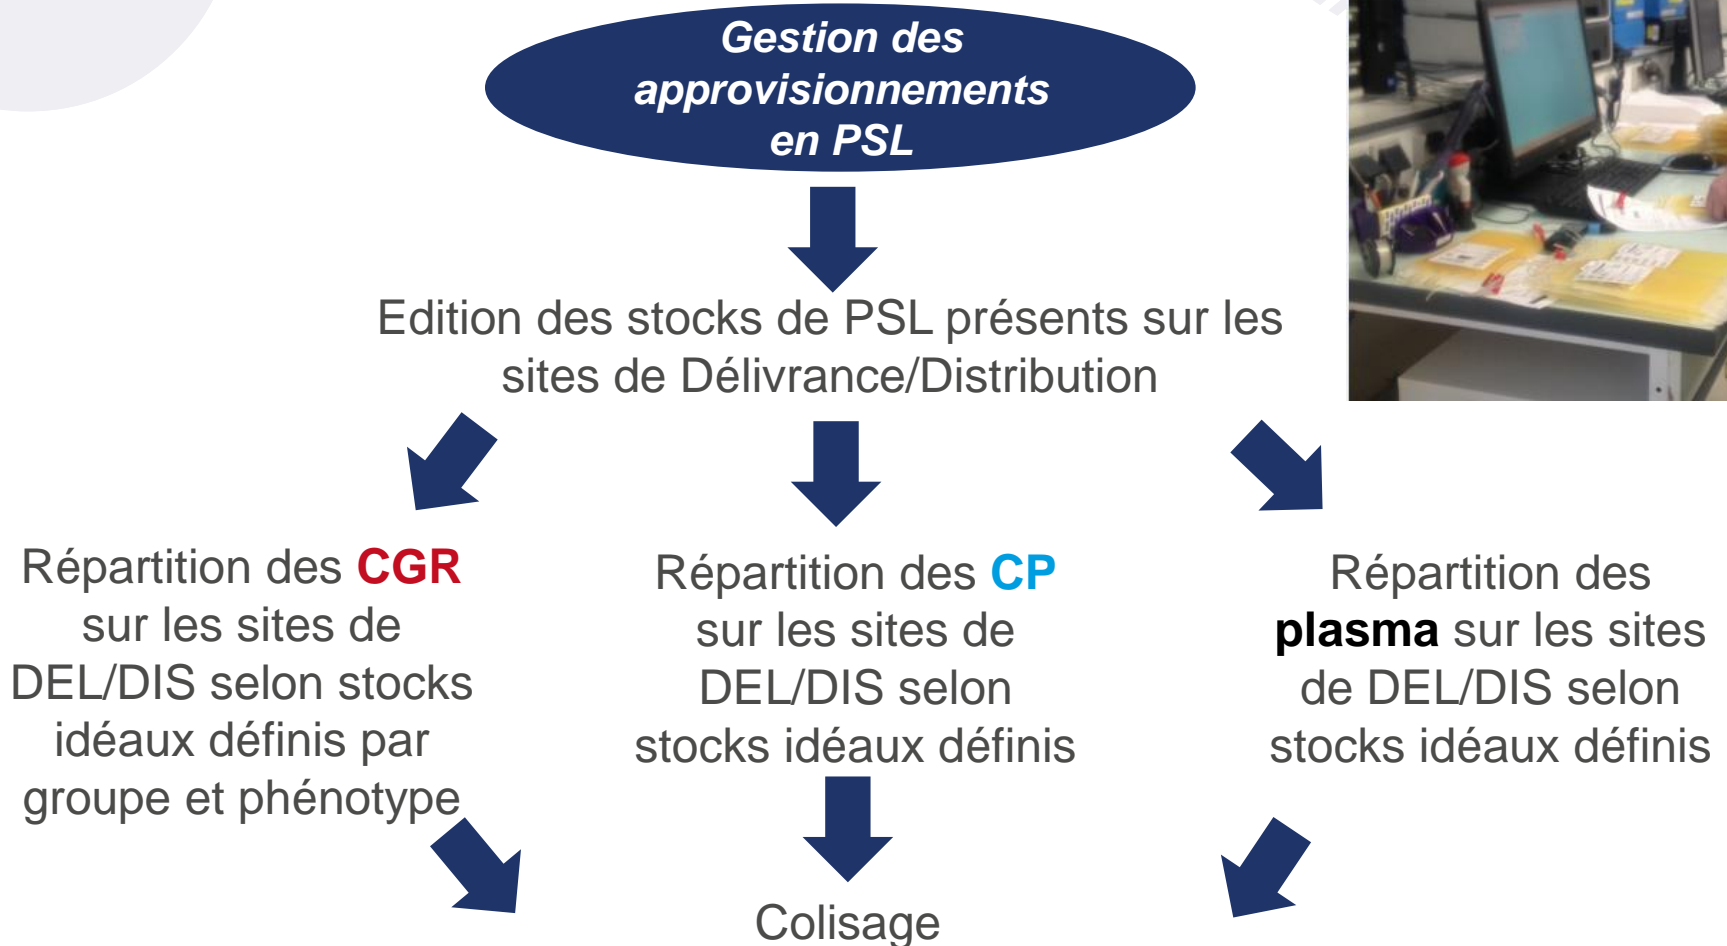 Gestion des
approvisionnements
en PSL
Edition des stocks de PSL présents sur les
sites de Délivrance/Distribution
Répartition des CGR
sur les sites de
DEL/DIS selon stocks
idéaux définis par
groupe et phénotype
Répartition des CP
sur les sites de
DEL/DIS selon
stocks idéaux définis
Répartition des
plasma sur les sites
de DEL/DIS selon
stocks idéaux définis
Colisage